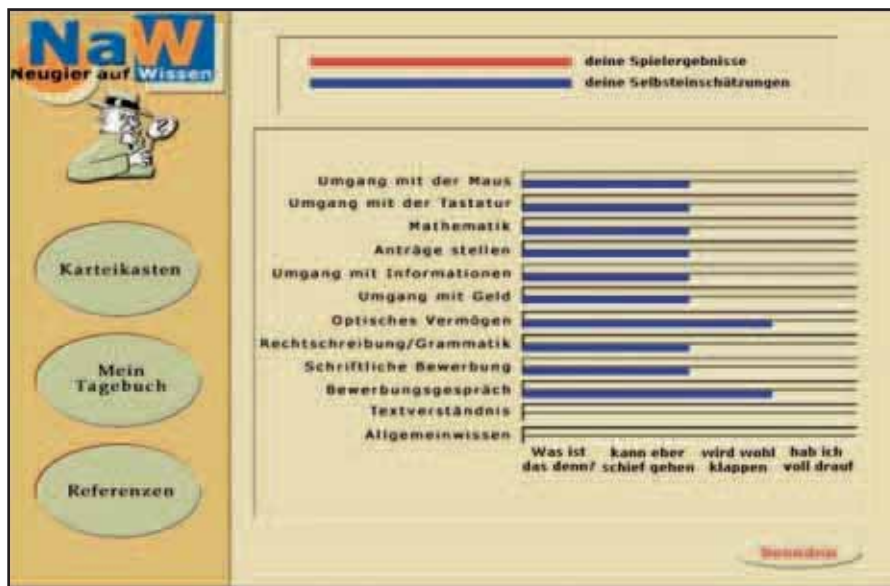 NaW
Neugier auf Wissen
deine Spielergebnisse
deine Selbsteinschätzungen
Karteikasten
Mein
Tagebuch
Referenzen
Umgang mit der Maus
Umgang mit der Tastatur
Mathematik
Anträge stellen
Umgang mit Informationen
Umgang mit Geld
Optisches Vermögen
Rechtschreibung/Grammatik
Schriftliche Bewerbung
Bewerbungsgespräch
Textverständnis
Allgemeinwissen
Was ist
das denn?
kann eher
schief gehen
wird wohl
klappen
hab ich
voll drauf